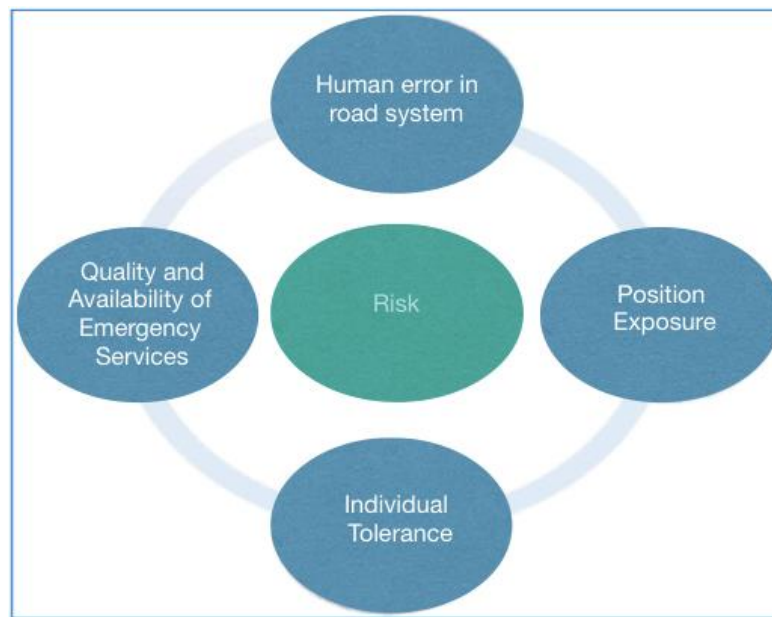 Human error in
road system
Quality and
Availability of
Emergency
Services
Risk
Position
Exposure
Individual
Tolerance